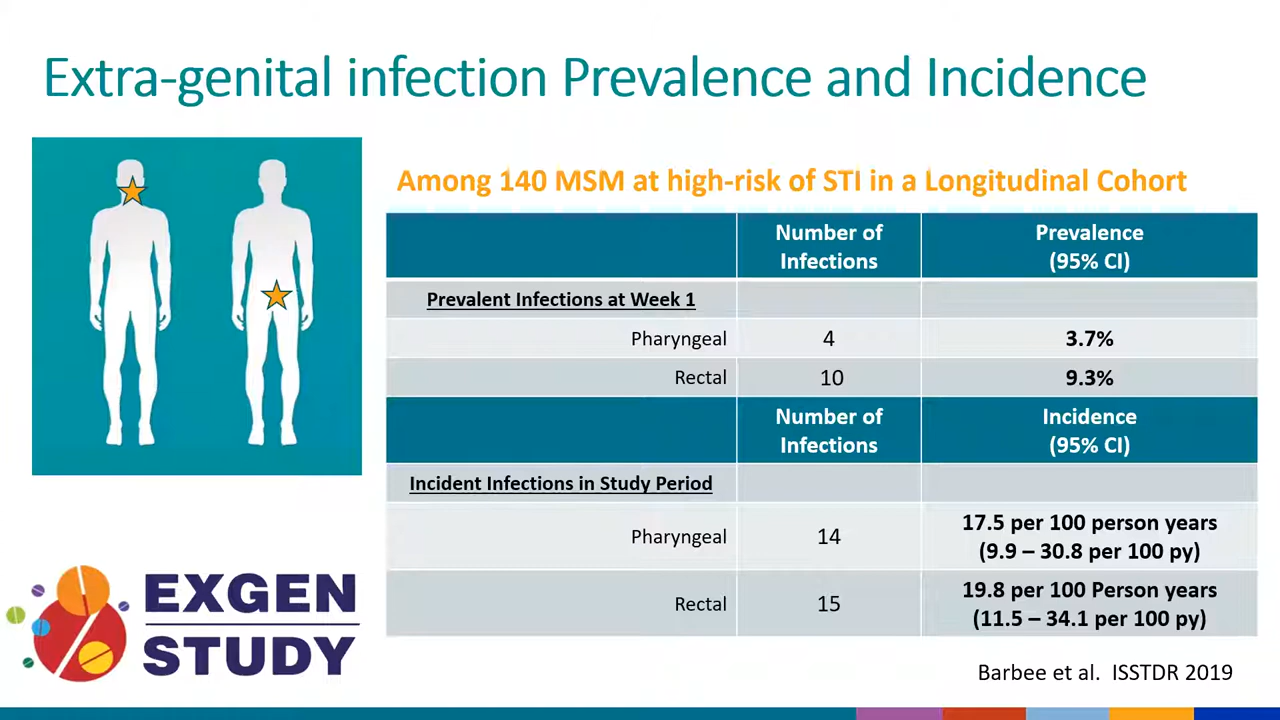 Extra-genital infection Prevalence and Incidence
Among 140 MSM at high-risk of STI in a Longitudinal Cohort
Number of
Infections
Prevalence
(95% CI)
Prevalent Infections at Week 1
Pharyngeal 4 3.7%
Rectal 10 9.3%
Number of
Infections
Incidence
(95% CI)
Incident Infections in Study Period
Pharyngeal 14 17.5 per 100 person years
(9.9 – 30.8 per 100 py)
Rectal 15 19.8 per 100 Person years
(11.5 – 34.1 per 100 py)
EXGEN
STUDY
Barbee et al. ISSTDR 2019